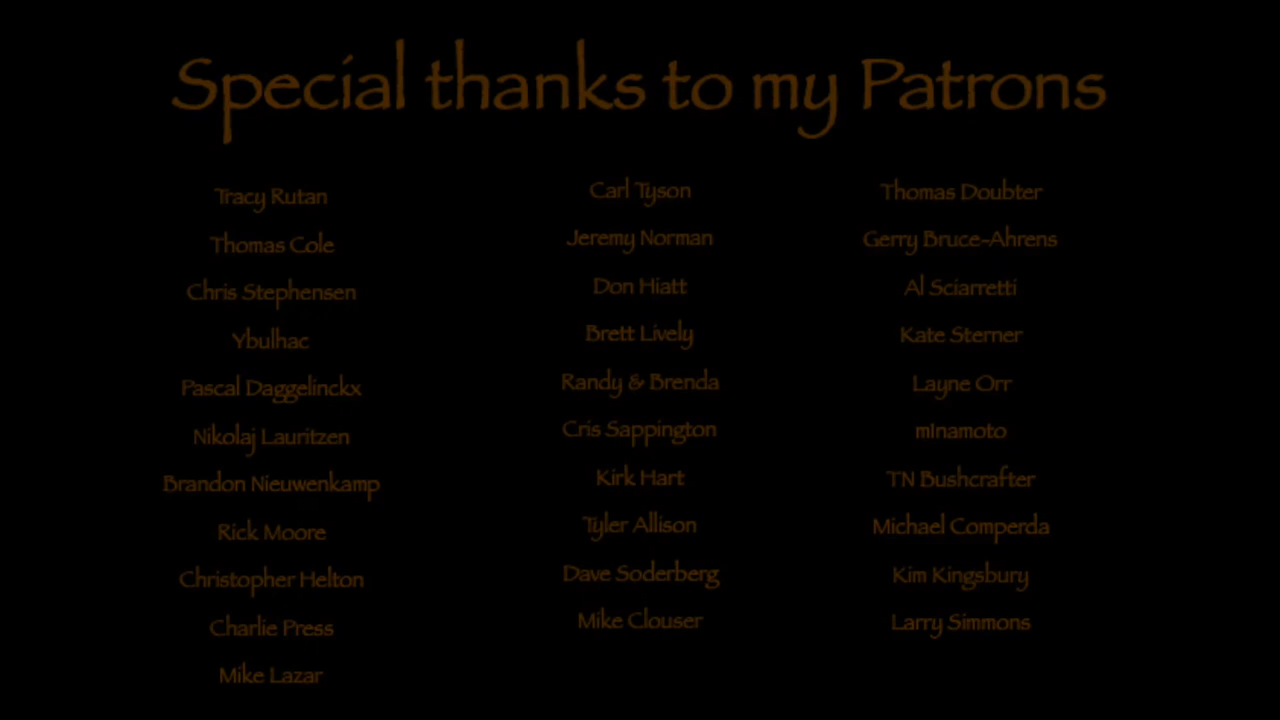 Special thanks to my Patrons
Tracy Rutan
Thomas Cole
Chris Stephensen
Ybulhac
Pascal Daggelinckx
Nikolaj Lauritzen
Brandon Nieuwenkamp
Rick Moore
Christopher Helton
Charlie Press
Mike Lazar
Carl Tyson
Jeremy Norman
Don Hiatt
Brett Lively
Randy & Brenda
Cris Sappington
Kirk Hart
Tyler Allison
Dave Soderberg
Mike Clouser
Thomas Doubter
Gerry Bruce-Ahrens
Al Sciarretti
Kate Sterner
Layne Orr
mInamoto
TN Bushcrafter
Michael Comperda
Kim Kingsbury
Larry Simmons